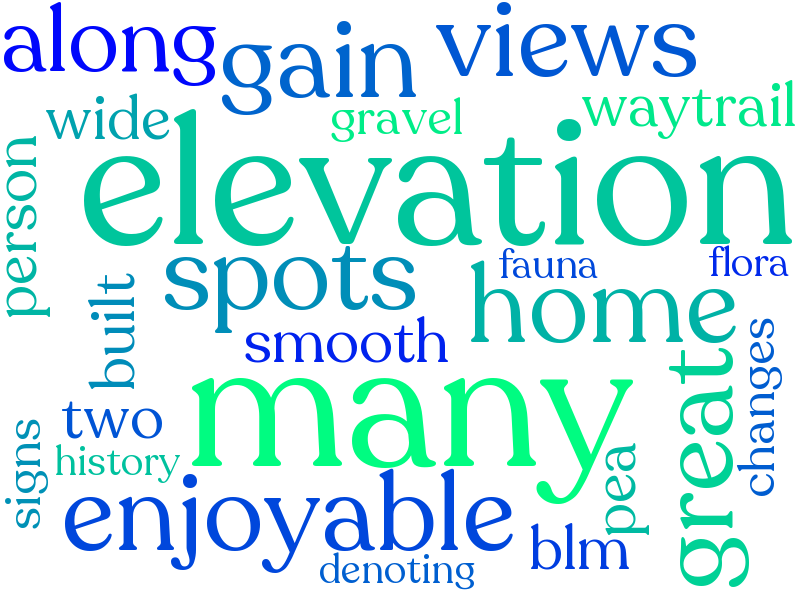 along
gain
views
wide
gravel
waytrail
elevation
person
spots
fauna
flora
built
home
smooth
changes
many
great
two
signs
history
pea
enjoyable
blm
denoting